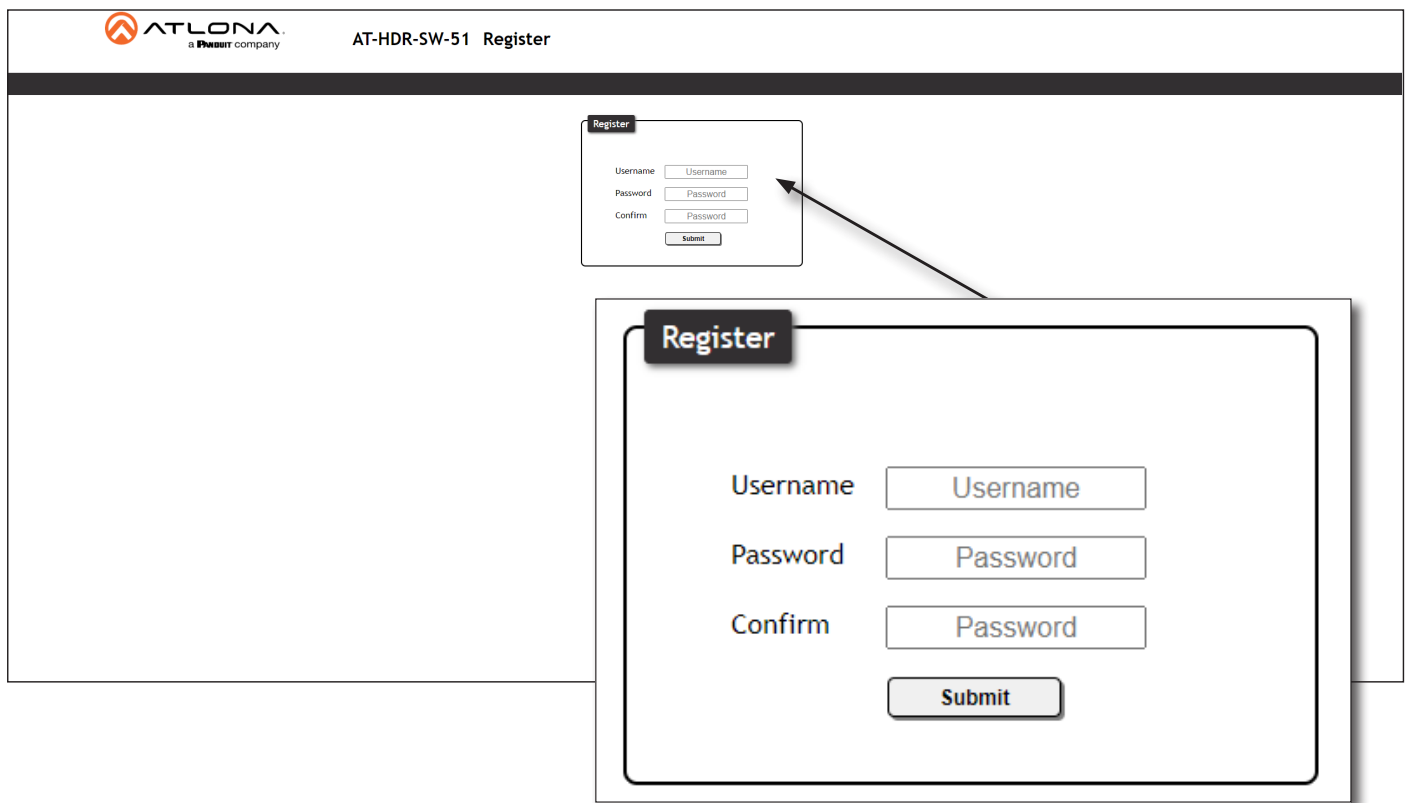 ATLONA.
a PANDUIT company
AT-HDR-SW-51 Register
Register
Username Username
Password Password
Confirm Password
Submit
Register
Username Username
Password Password
Confirm Password
Submit